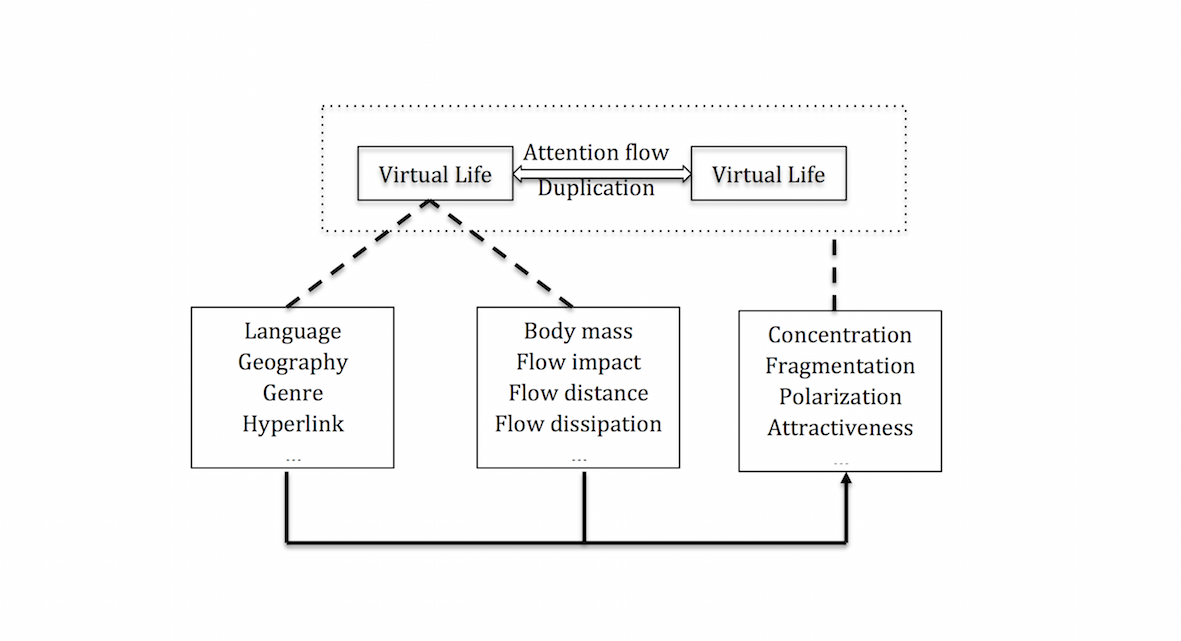 Attention flow
Virtual Life
Virtual Life
Duplication
Language
Geography
Genre
Hyperlink
...
Body mass
Flow impact
Flow distance
Flow dissipation
...
Concentration
Fragmentation
Polarization
Attractiveness
...